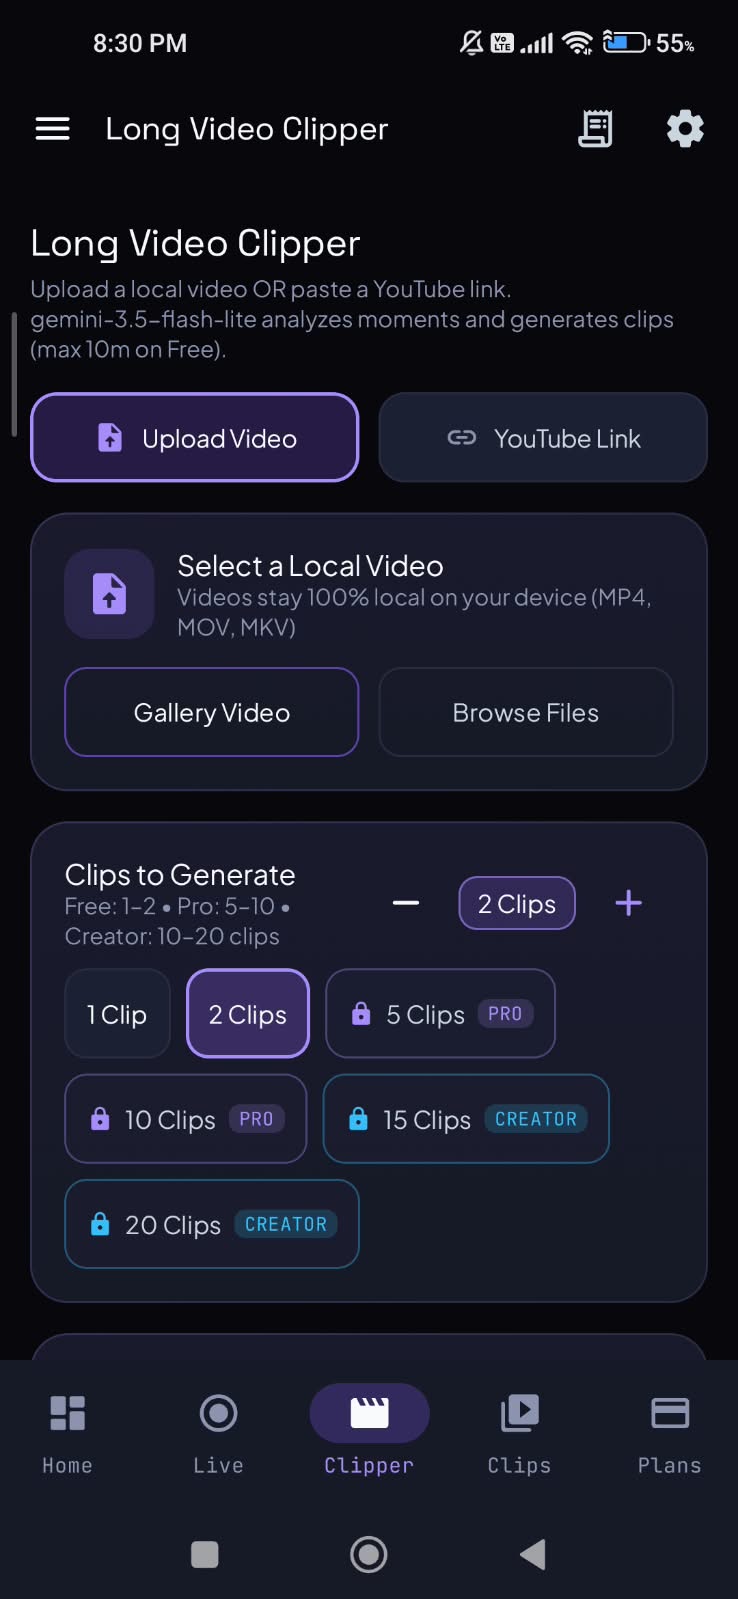 8:30 PM
Vo LTE
55%
Long Video Clipper
Long Video Clipper
Upload a local video OR paste a YouTube link.
gemini-3.5-flash-lite analyzes moments and generates clips
(max 10m on Free).
Upload Video
YouTube Link
Select a Local Video
Videos stay 100% local on your device (MP4,
MOV, MKV)
Gallery Video
Browse Files
Clips to Generate
Free: 1–2 • Pro: 5–10 •
Creator: 10–20 clips
2 Clips
1 Clip
2 Clips
5 Clips PRO
10 Clips PRO
15 Clips CREATOR
20 Clips CREATOR
Home
Live
Clipper
Clips
Plans